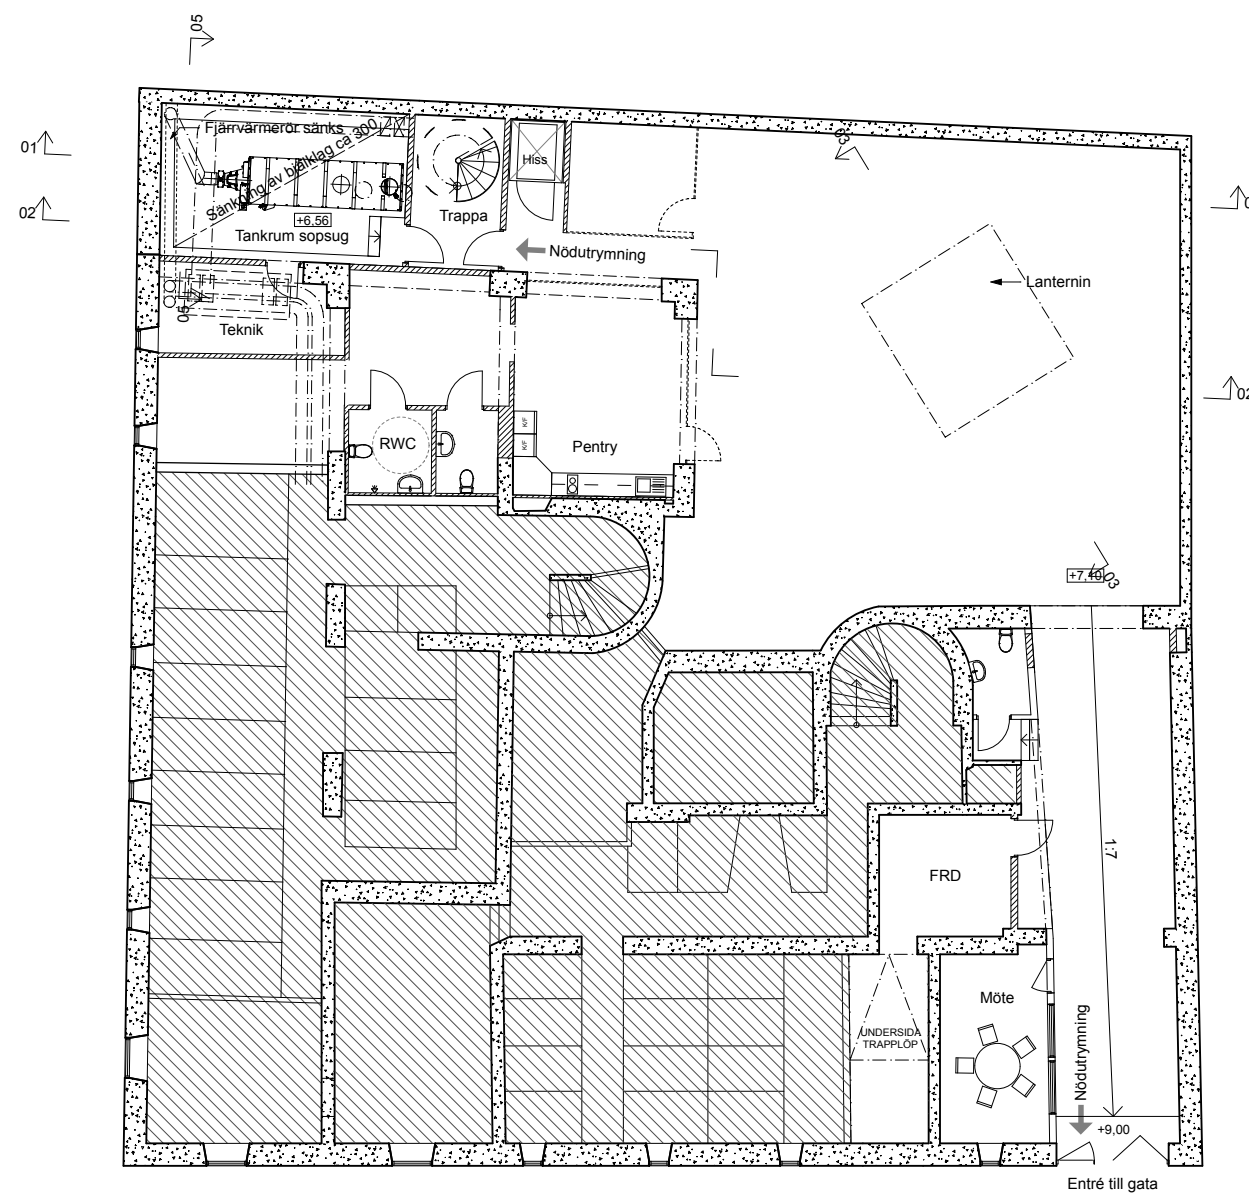 05
01
02
Fjärrvärmerör sänks
Sänkning av bjälklag ca 300
+6,56
Tankrum sopsug
Trappa
Hiss
Nödutrymning
03
Lanternin
05
Teknik
02
RWC
K/F
K/F
Pentry
+7,40
03
1:7
FRD
Möte
UNDERSIDA
TRAPPLÖP
Nödutrymning
+9,00
Entré till gata